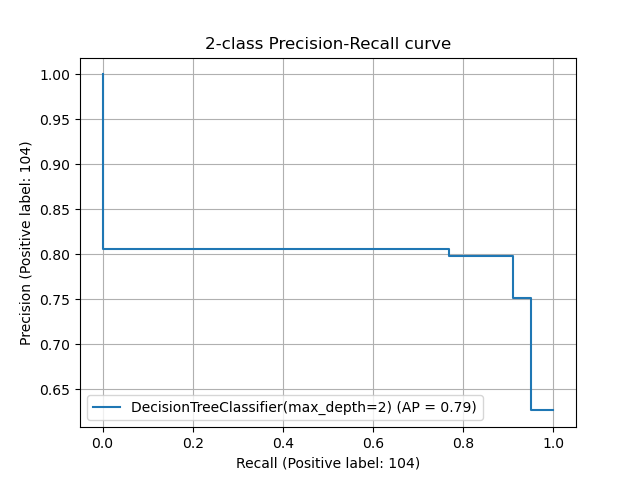 2-class Precision-Recall curve
1.00
0.95
0.90
0.85
0.80
0.75
0.70
0.65
Precision (Positive label: 104)
DecisionTreeClassifier(max_depth=2) (AP = 0.79)
0.0 0.2 0.4 0.6 0.8 1.0
Recall (Positive label: 104)